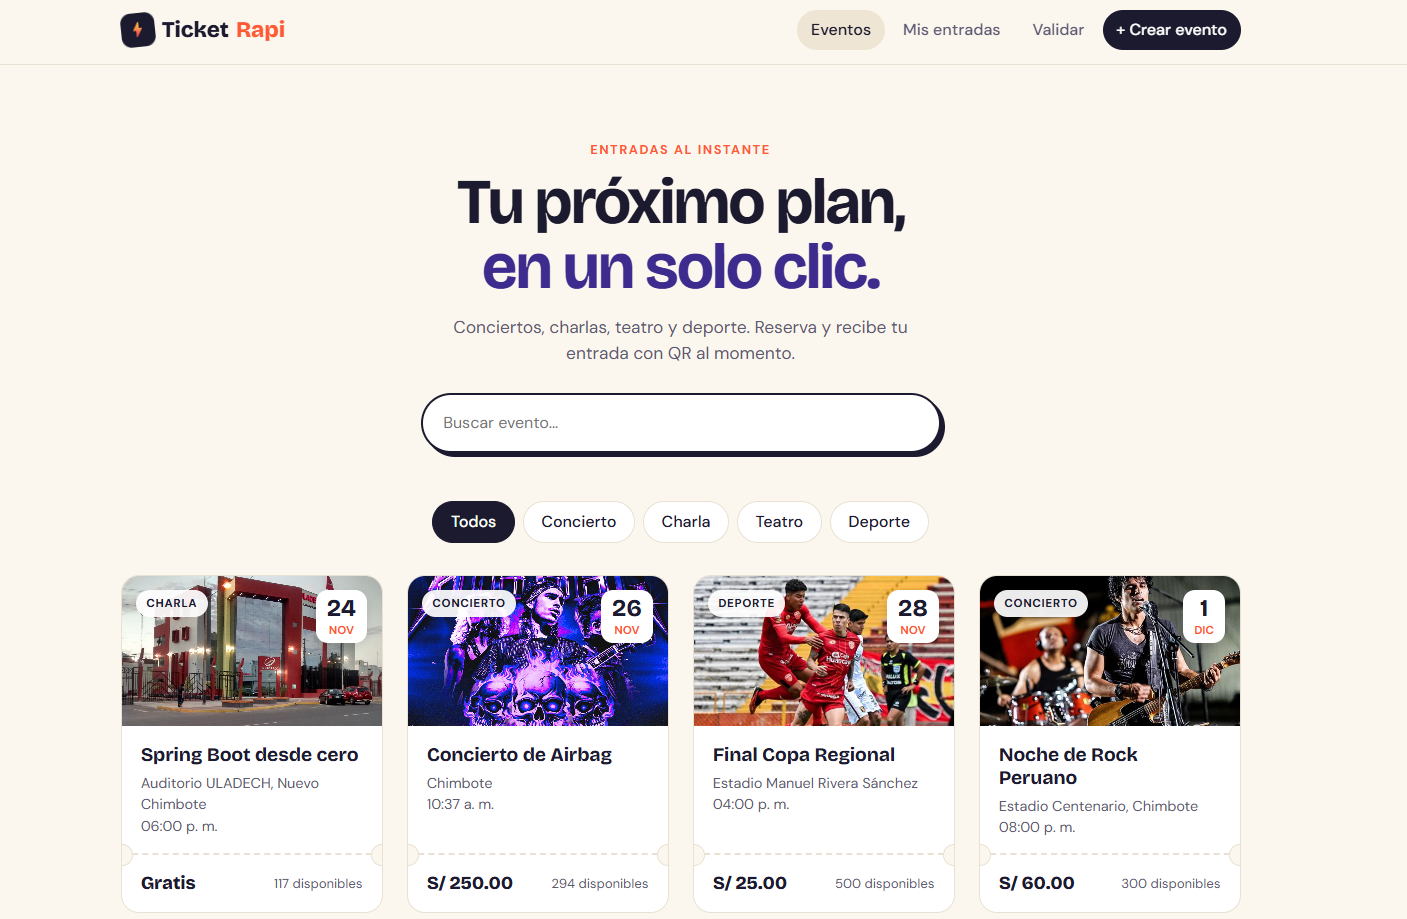 Ticket Rapi
Eventos
Mis entradas
Validar
+ Crear evento
ENTRADAS AL INSTANTE
Tu próximo plan,
en un solo clic.
Conciertos, charlas, teatro y deporte. Reserva y recibe tu
entrada con QR al momento.
Buscar evento...
Todos
Concierto
Charla
Teatro
Deporte
CHARLA
24
NOV
Spring Boot desde cero
Auditorio ULADECH, Nuevo
Chimbote
06:00 p. m.
Gratis
117 disponibles
CONCIERTO
26
NOV
Concierto de Airbag
Chimbote
10:37 a. m.
S/ 250.00
294 disponibles
DEPORTE
28
NOV
Final Copa Regional
Estadio Manuel Rivera Sánchez
04:00 p. m.
S/ 25.00
500 disponibles
CONCIERTO
1
DIC
Noche de Rock
Peruano
Estadio Centenario, Chimbote
08:00 p. m.
S/ 60.00
300 disponibles